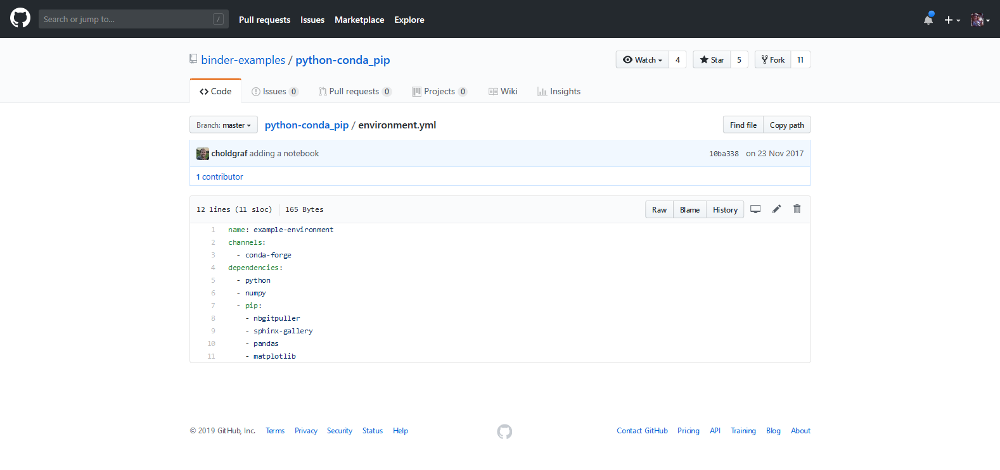 Search or jump to... /
Pull requests Issues Marketplace Explore
binder-examples / python-conda_pip
Watch 4 Star 5 Fork 11
Code Issues 0 Pull requests 0 Projects 0 Wiki Insights
Branch: master python-conda_pip / environment.yml Find file Copy path
choldgraf adding a notebook 10ba338 on 23 Nov 2017
1 contributor
12 lines (11 sloc) 165 Bytes Raw Blame History
1 name: example-environment
2 channels:
3 - conda-forge
4 dependencies:
5 - python
6 - numpy
7 - pip:
8 - nbgitpuller
9 - sphinx-gallery
10 - pandas
11 - matplotlib
© 2019 GitHub, Inc. Terms Privacy Security Status Help Contact GitHub Pricing API Training Blog About